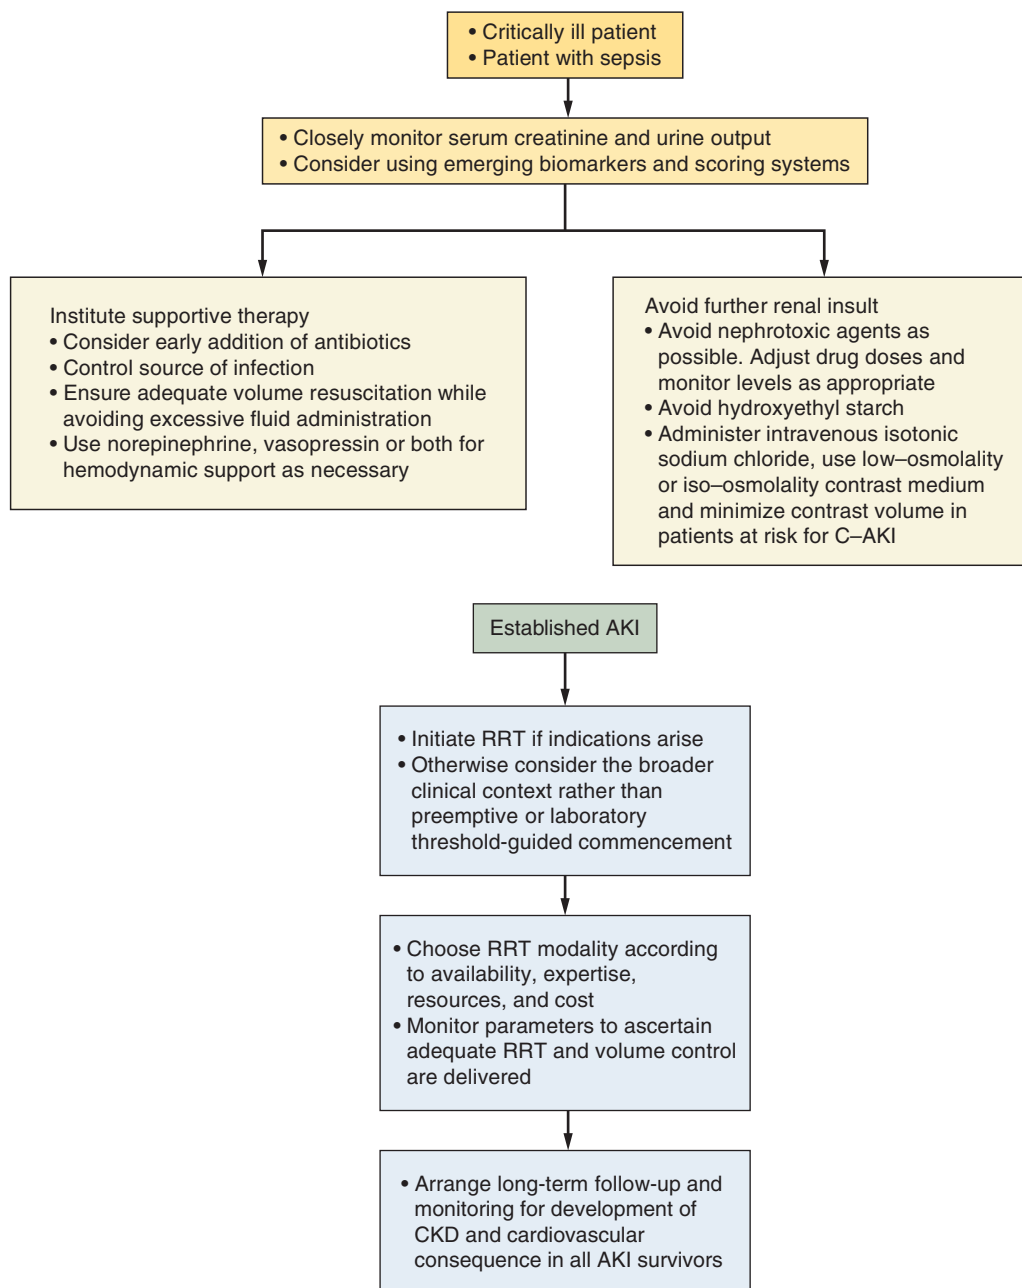 • Critically ill patient
• Patient with sepsis
• Closely monitor serum creatinine and urine output
• Consider using emerging biomarkers and scoring systems
Institute supportive therapy
• Consider early addition of antibiotics
• Control source of infection
• Ensure adequate volume resuscitation while
avoiding excessive fluid administration
• Use norepinephrine, vasopressin or both for
hemodynamic support as necessary
Avoid further renal insult
• Avoid nephrotoxic agents as
possible. Adjust drug doses and
monitor levels as appropriate
• Avoid hydroxyethyl starch
• Administer intravenous isotonic
sodium chloride, use low–osmolality
or iso–osmolality contrast medium
and minimize contrast volume in
patients at risk for C–AKI
Established AKI
• Initiate RRT if indications arise
• Otherwise consider the broader
clinical context rather than
preemptive or laboratory
threshold-guided commencement
• Choose RRT modality according
to availability, expertise,
resources, and cost
• Monitor parameters to ascertain
adequate RRT and volume control
are delivered
• Arrange long-term follow-up and
monitoring for development of
CKD and cardiovascular
consequence in all AKI survivors